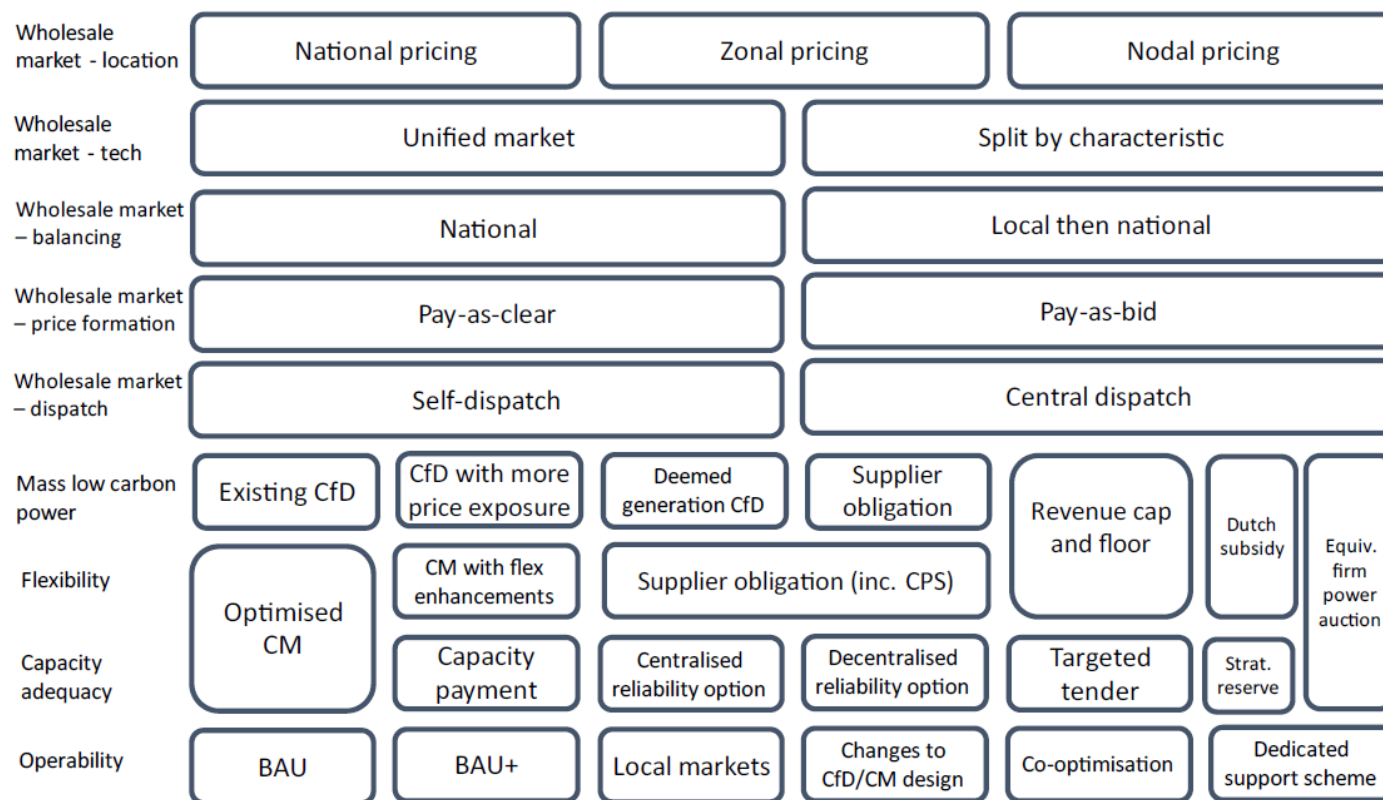 Wholesale
market - location
National pricing
Zonal pricing
Nodal pricing
Wholesale
market - tech
Unified market
Split by characteristic
Wholesale market
– balancing
National
Local then national
Wholesale market
– price formation
Pay-as-clear
Pay-as-bid
Wholesale market
– dispatch
Self-dispatch
Central dispatch
Mass low carbon
power
Existing CfD
CfD with more
price exposure
Deemed
generation CfD
Supplier
obligation
Revenue cap
and floor
Dutch
subsidy
Equiv.
firm
power
auction
Flexibility
Optimised
CM
CM with flex
enhancements
Supplier obligation (inc. CPS)
Capacity
adequacy
Capacity
payment
Centralised
reliability option
Decentralised
reliability option
Targeted
tender
Strat.
reserve
Operability
BAU
BAU+
Local markets
Changes to
CfD/CM design
Co-optimisation
Dedicated
support scheme